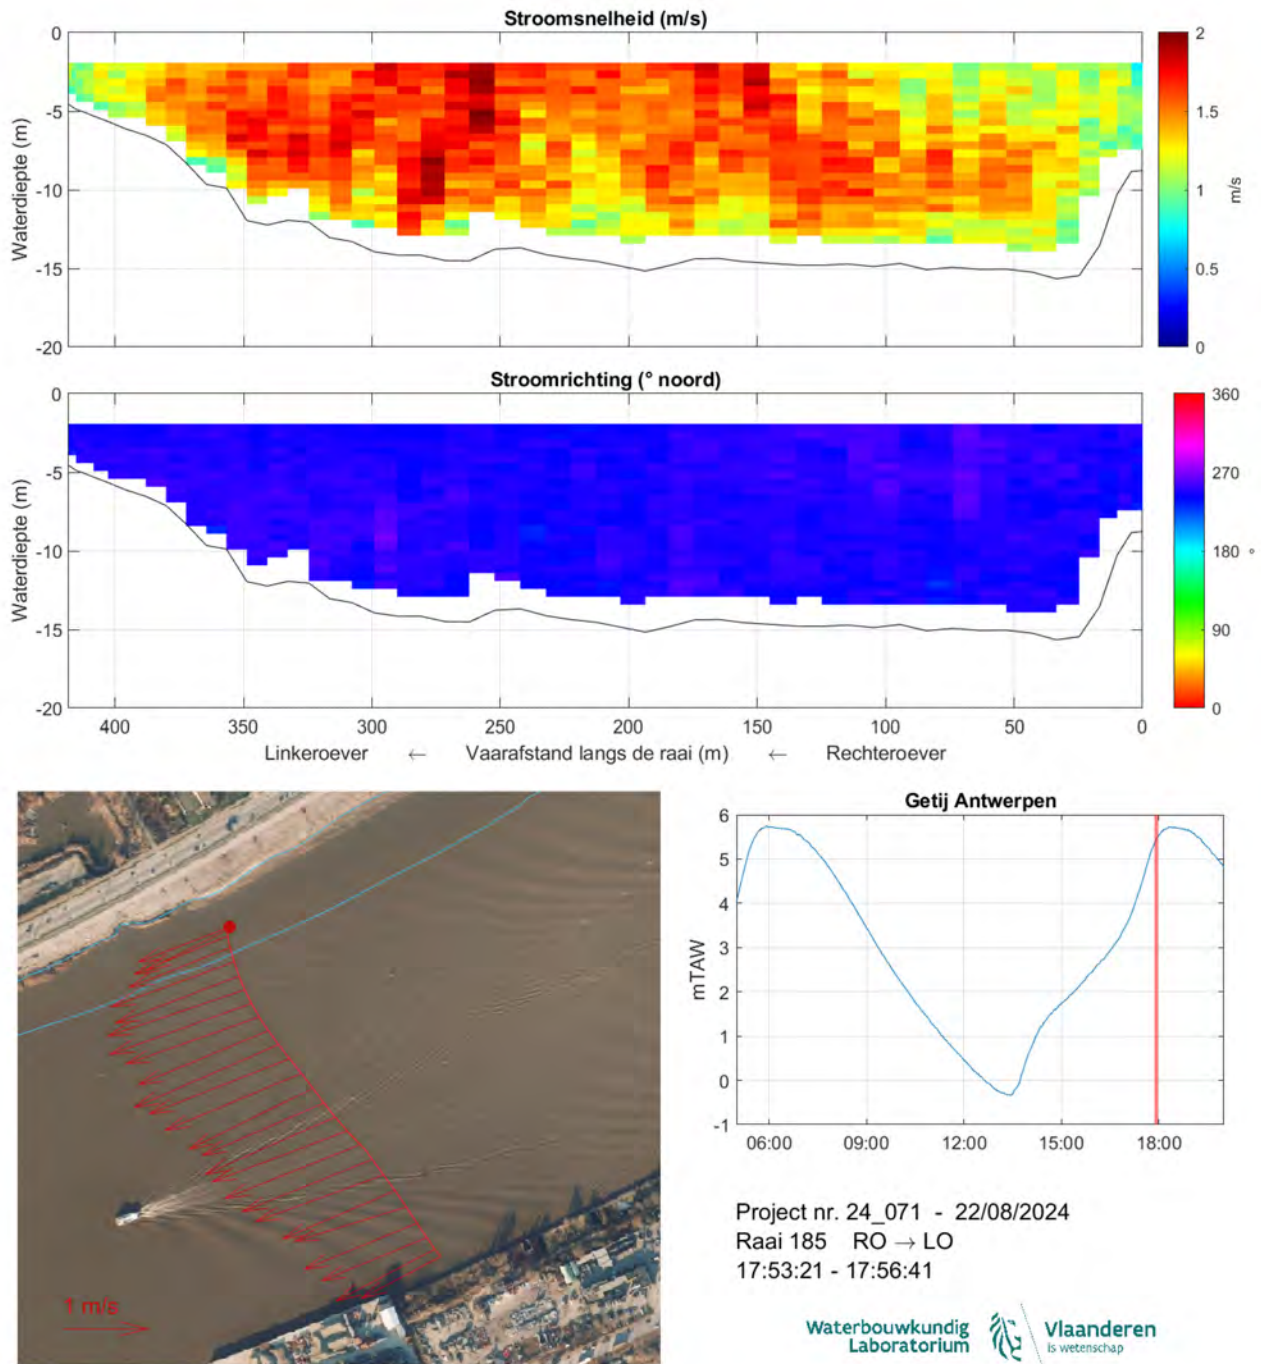 Stroomsnelheid (m/s)
0
-5
-10
-15
-20
Waterdiepte (m)
2
1.5
1
0.5
0
m/s
Stroomrichting (° noord)
0
-5
-10
-15
-20
Waterdiepte (m)
360
270
180
90
0
°
400 350 300 250 200 150 100 50 0
Linkeroever ← Vaarafstand langs de raai (m) ← Rechteroever
1 m/s
Getij Antwerpen
6
5
4
3
2
1
0
-1
mTAW
06:00 09:00 12:00 15:00 18:00
Project nr. 24_071 - 22/08/2024
Raai 185 RO → LO
17:53:21 - 17:56:41
Waterbouwkundig
Laboratorium
Vlaanderen
is wetenschap